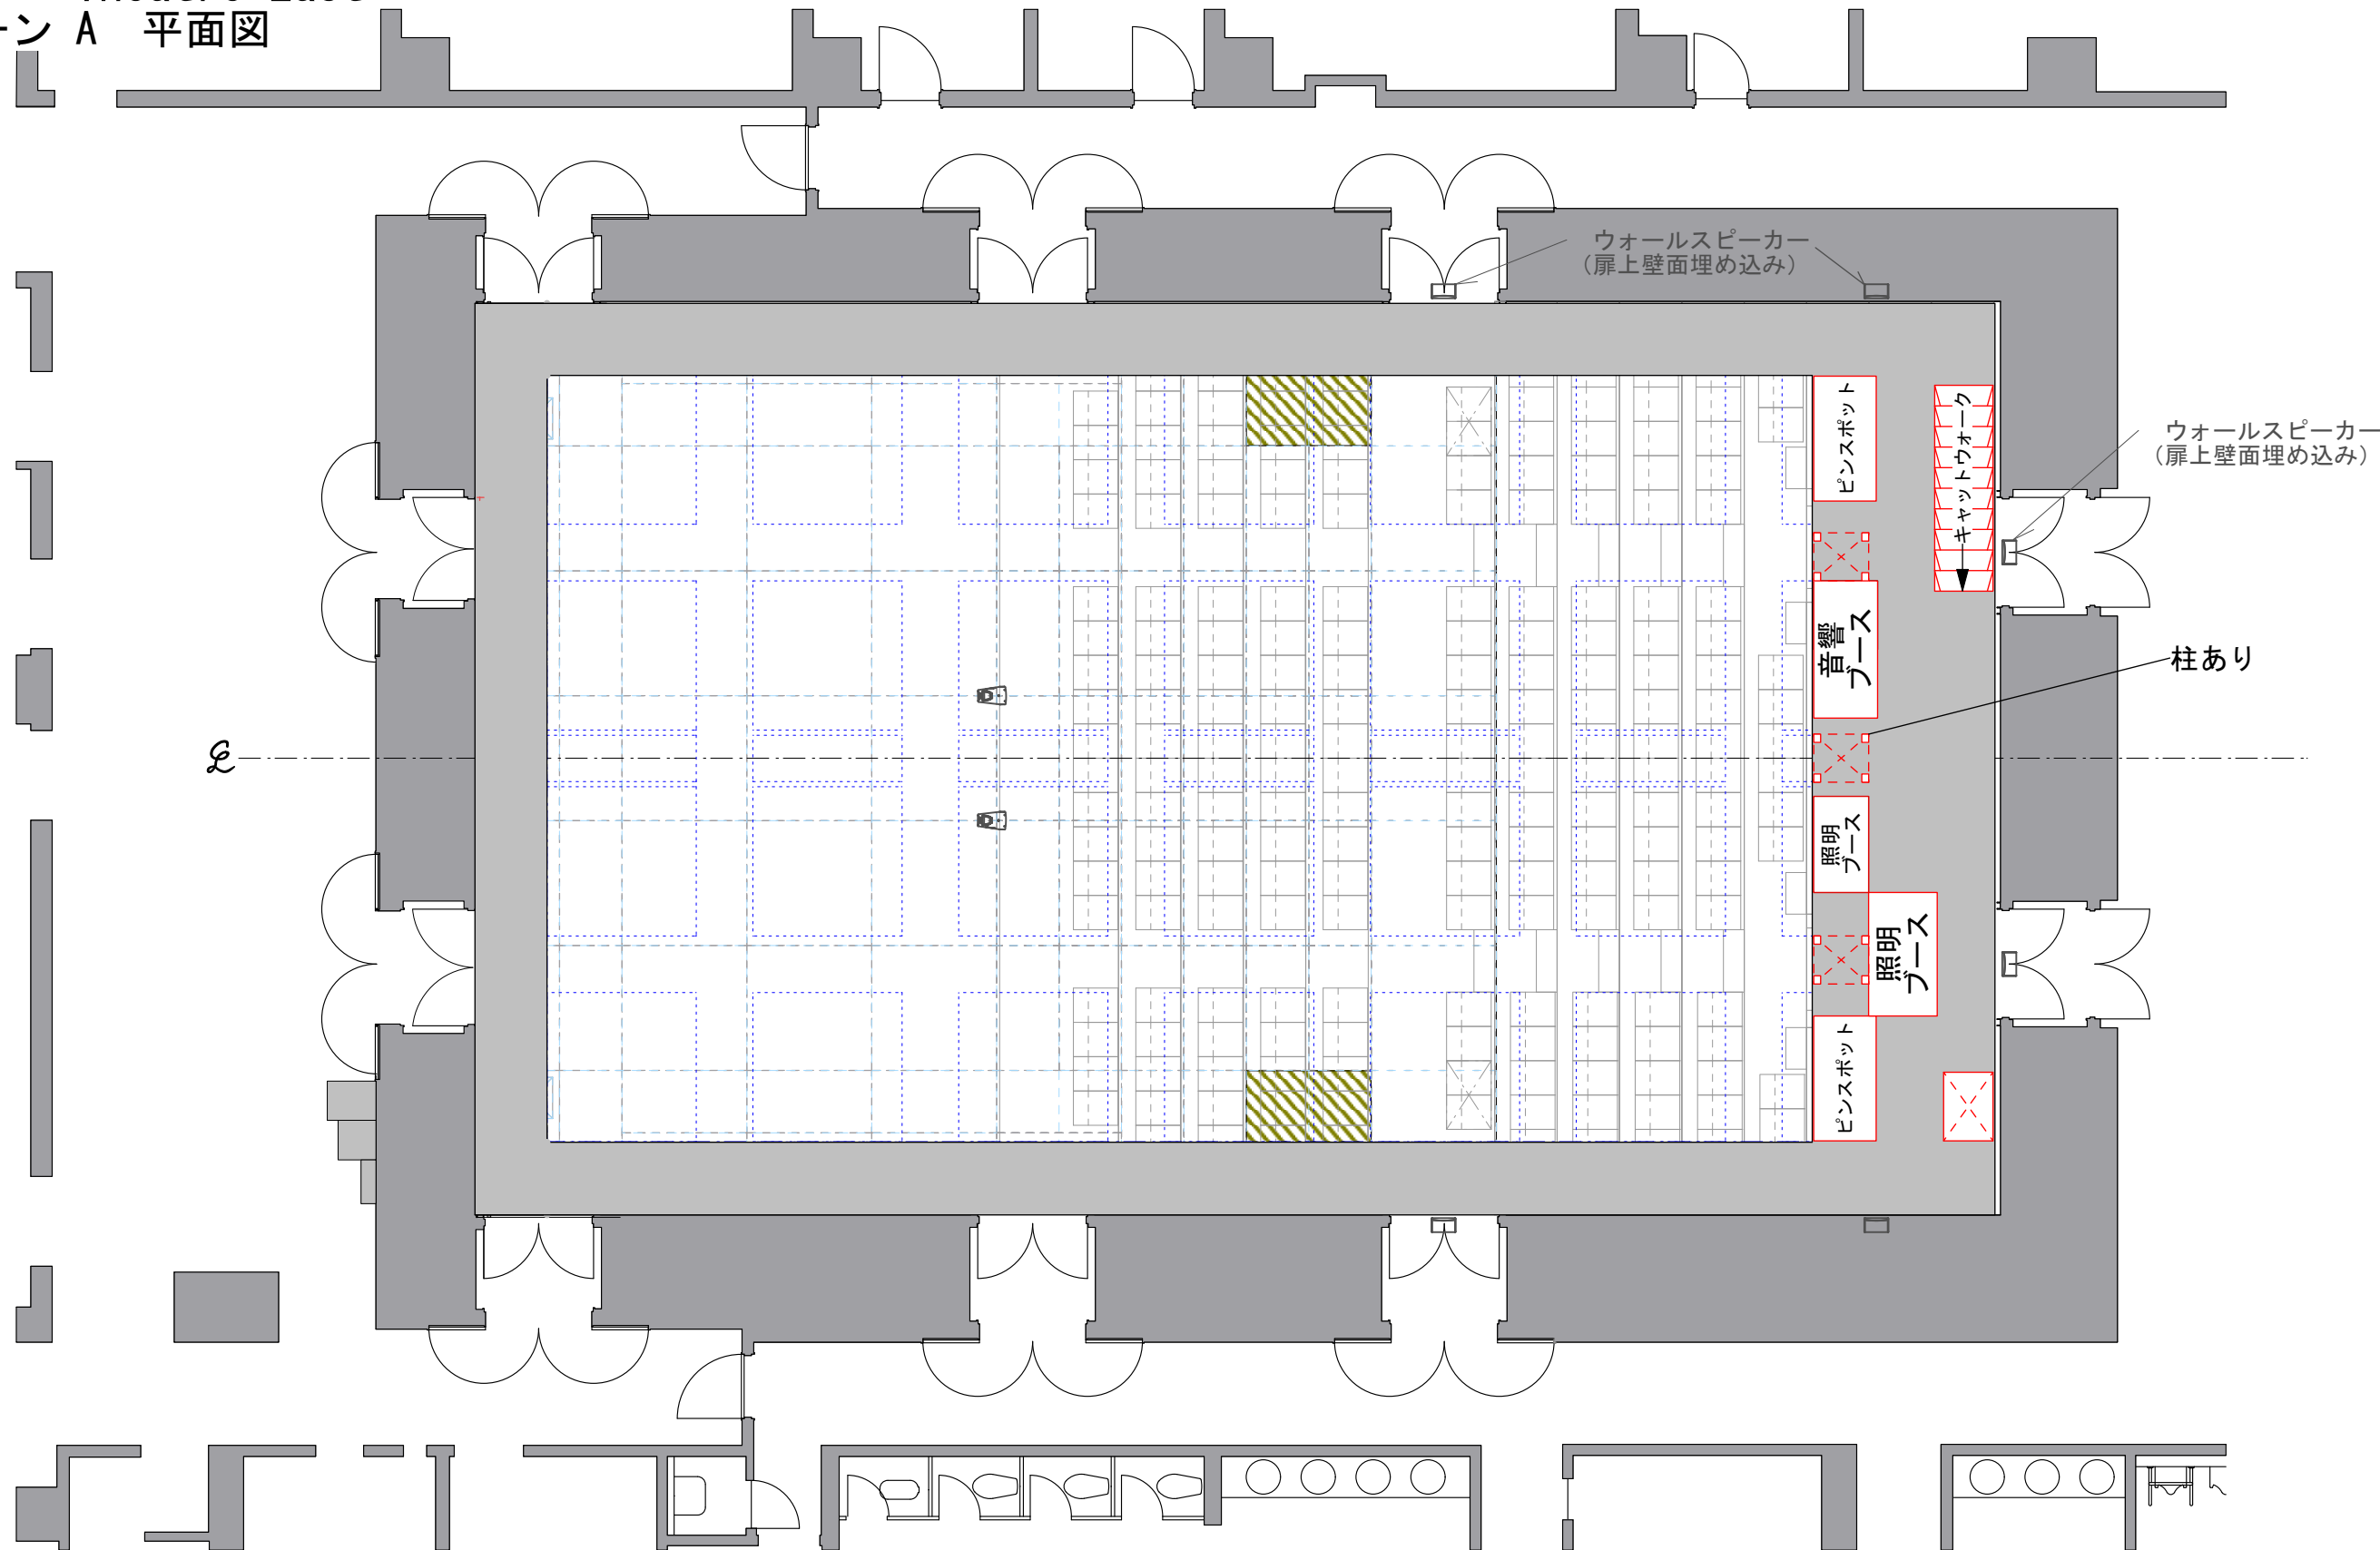 ン A 平面図
ウォールスピーカー
(扉上壁面埋め込み)
ピンスポット
キャットウォーク
ウォールスピーカー
(扉上壁面埋め込み)
音響
ブース
柱あり
照明
ブース
照明
ブース
ピンスポット